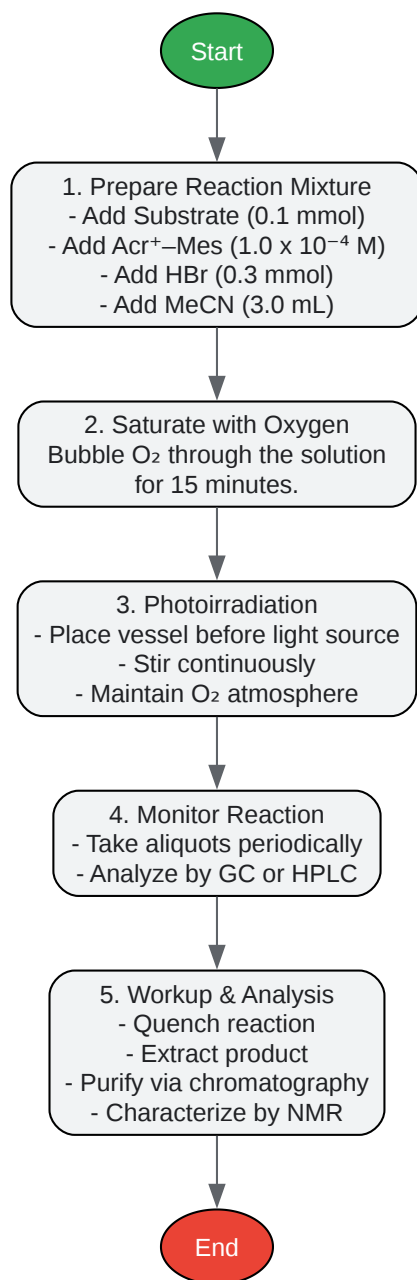 Start
1. Prepare Reaction Mixture
- Add Substrate (0.1 mmol)
- Add Acr⁺–Mes (1.0 x 10⁻⁴ M)
- Add HBr (0.3 mmol)
- Add MeCN (3.0 mL)
2. Saturate with Oxygen
Bubble O₂ through the solution
for 15 minutes.
3. Photoirradiation
- Place vessel before light source
- Stir continuously
- Maintain O₂ atmosphere
4. Monitor Reaction
- Take aliquots periodically
- Analyze by GC or HPLC
5. Workup & Analysis
- Quench reaction
- Extract product
- Purify via chromatography
- Characterize by NMR
End